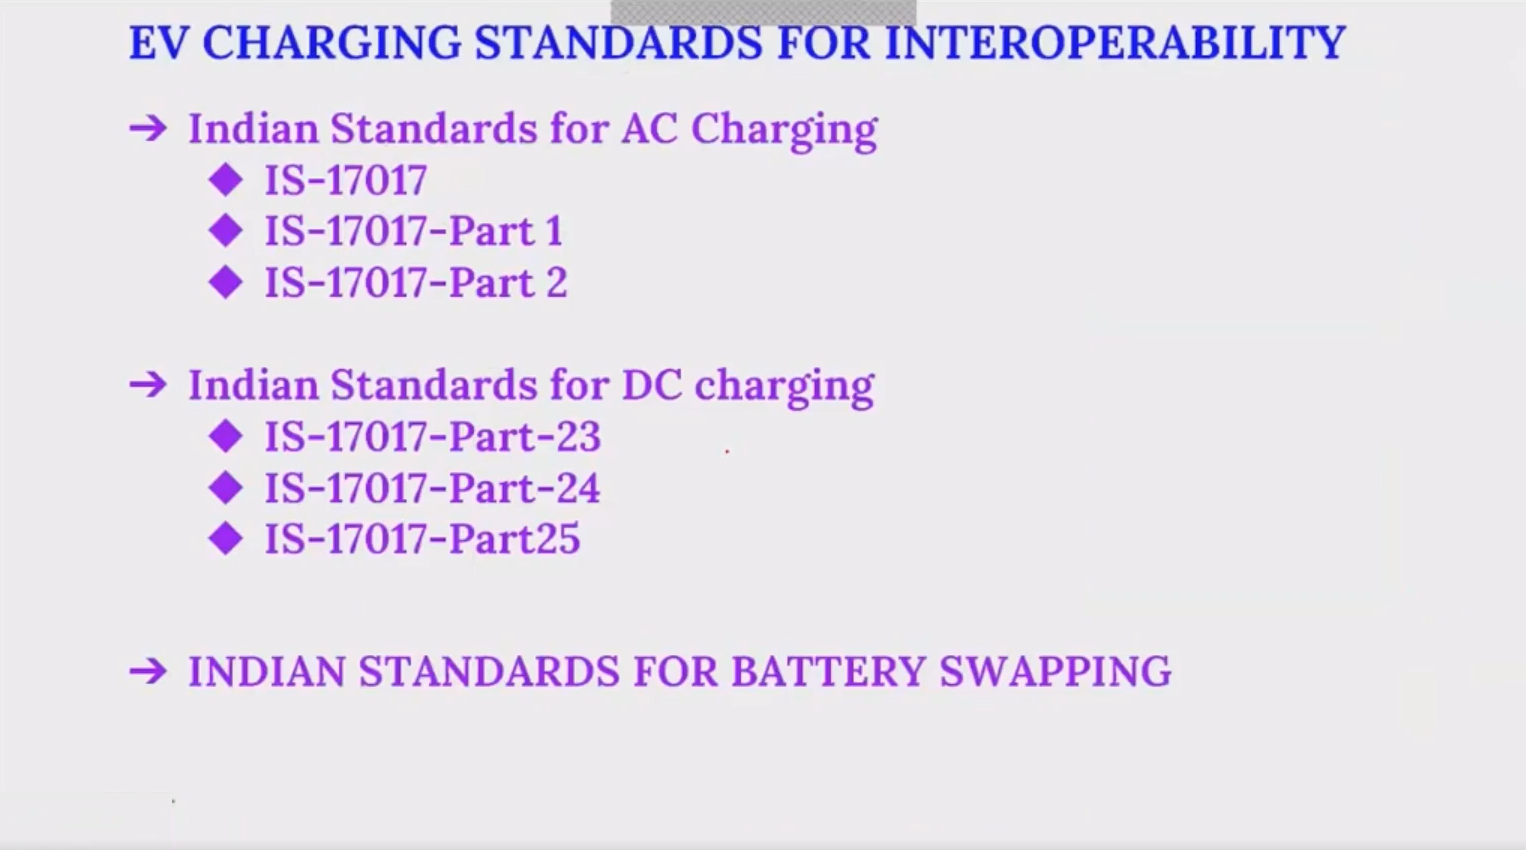 EV CHARGING STANDARDS FOR INTEROPERABILITY
➔ Indian Standards for AC Charging
◆ IS-17017
◆ IS-17017-Part 1
◆ IS-17017-Part 2
➔ Indian Standards for DC charging
◆ IS-17017-Part-23
◆ IS-17017-Part-24
◆ IS-17017-Part25
➔ INDIAN STANDARDS FOR BATTERY SWAPPING